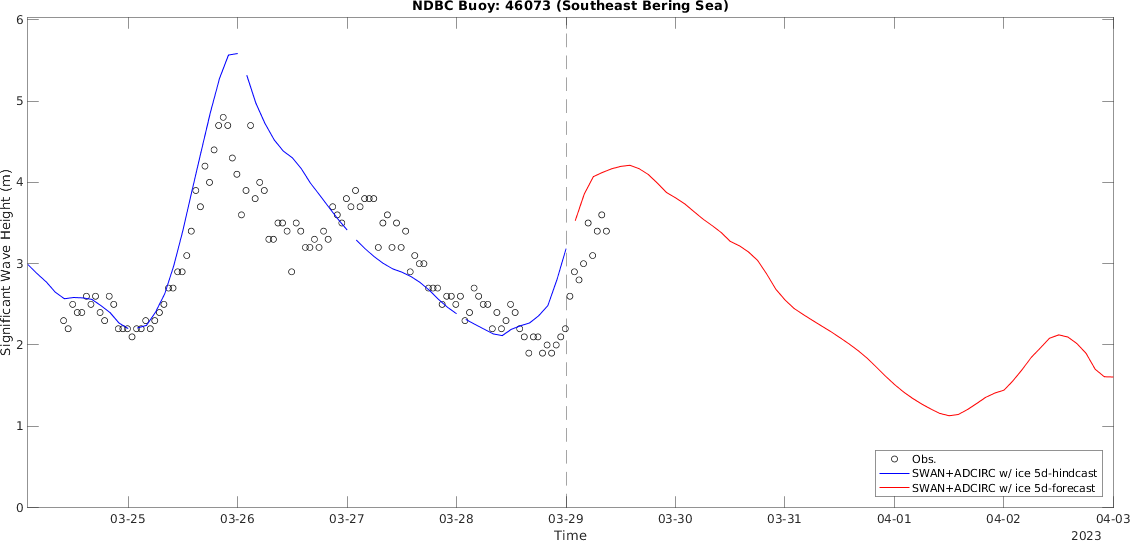 NDBC Buoy: 46073 (Southeast Bering Sea)
6
5
4
3
2
1
0
Significant Wave Height (m)
Obs.
SWAN+ADCIRC w/ ice 5d-hindcast
SWAN+ADCIRC w/ ice 5d-forecast
03-25 03-26 03-27 03-28 03-29 03-30 03-31 04-01 04-02 04-03
Time
2023